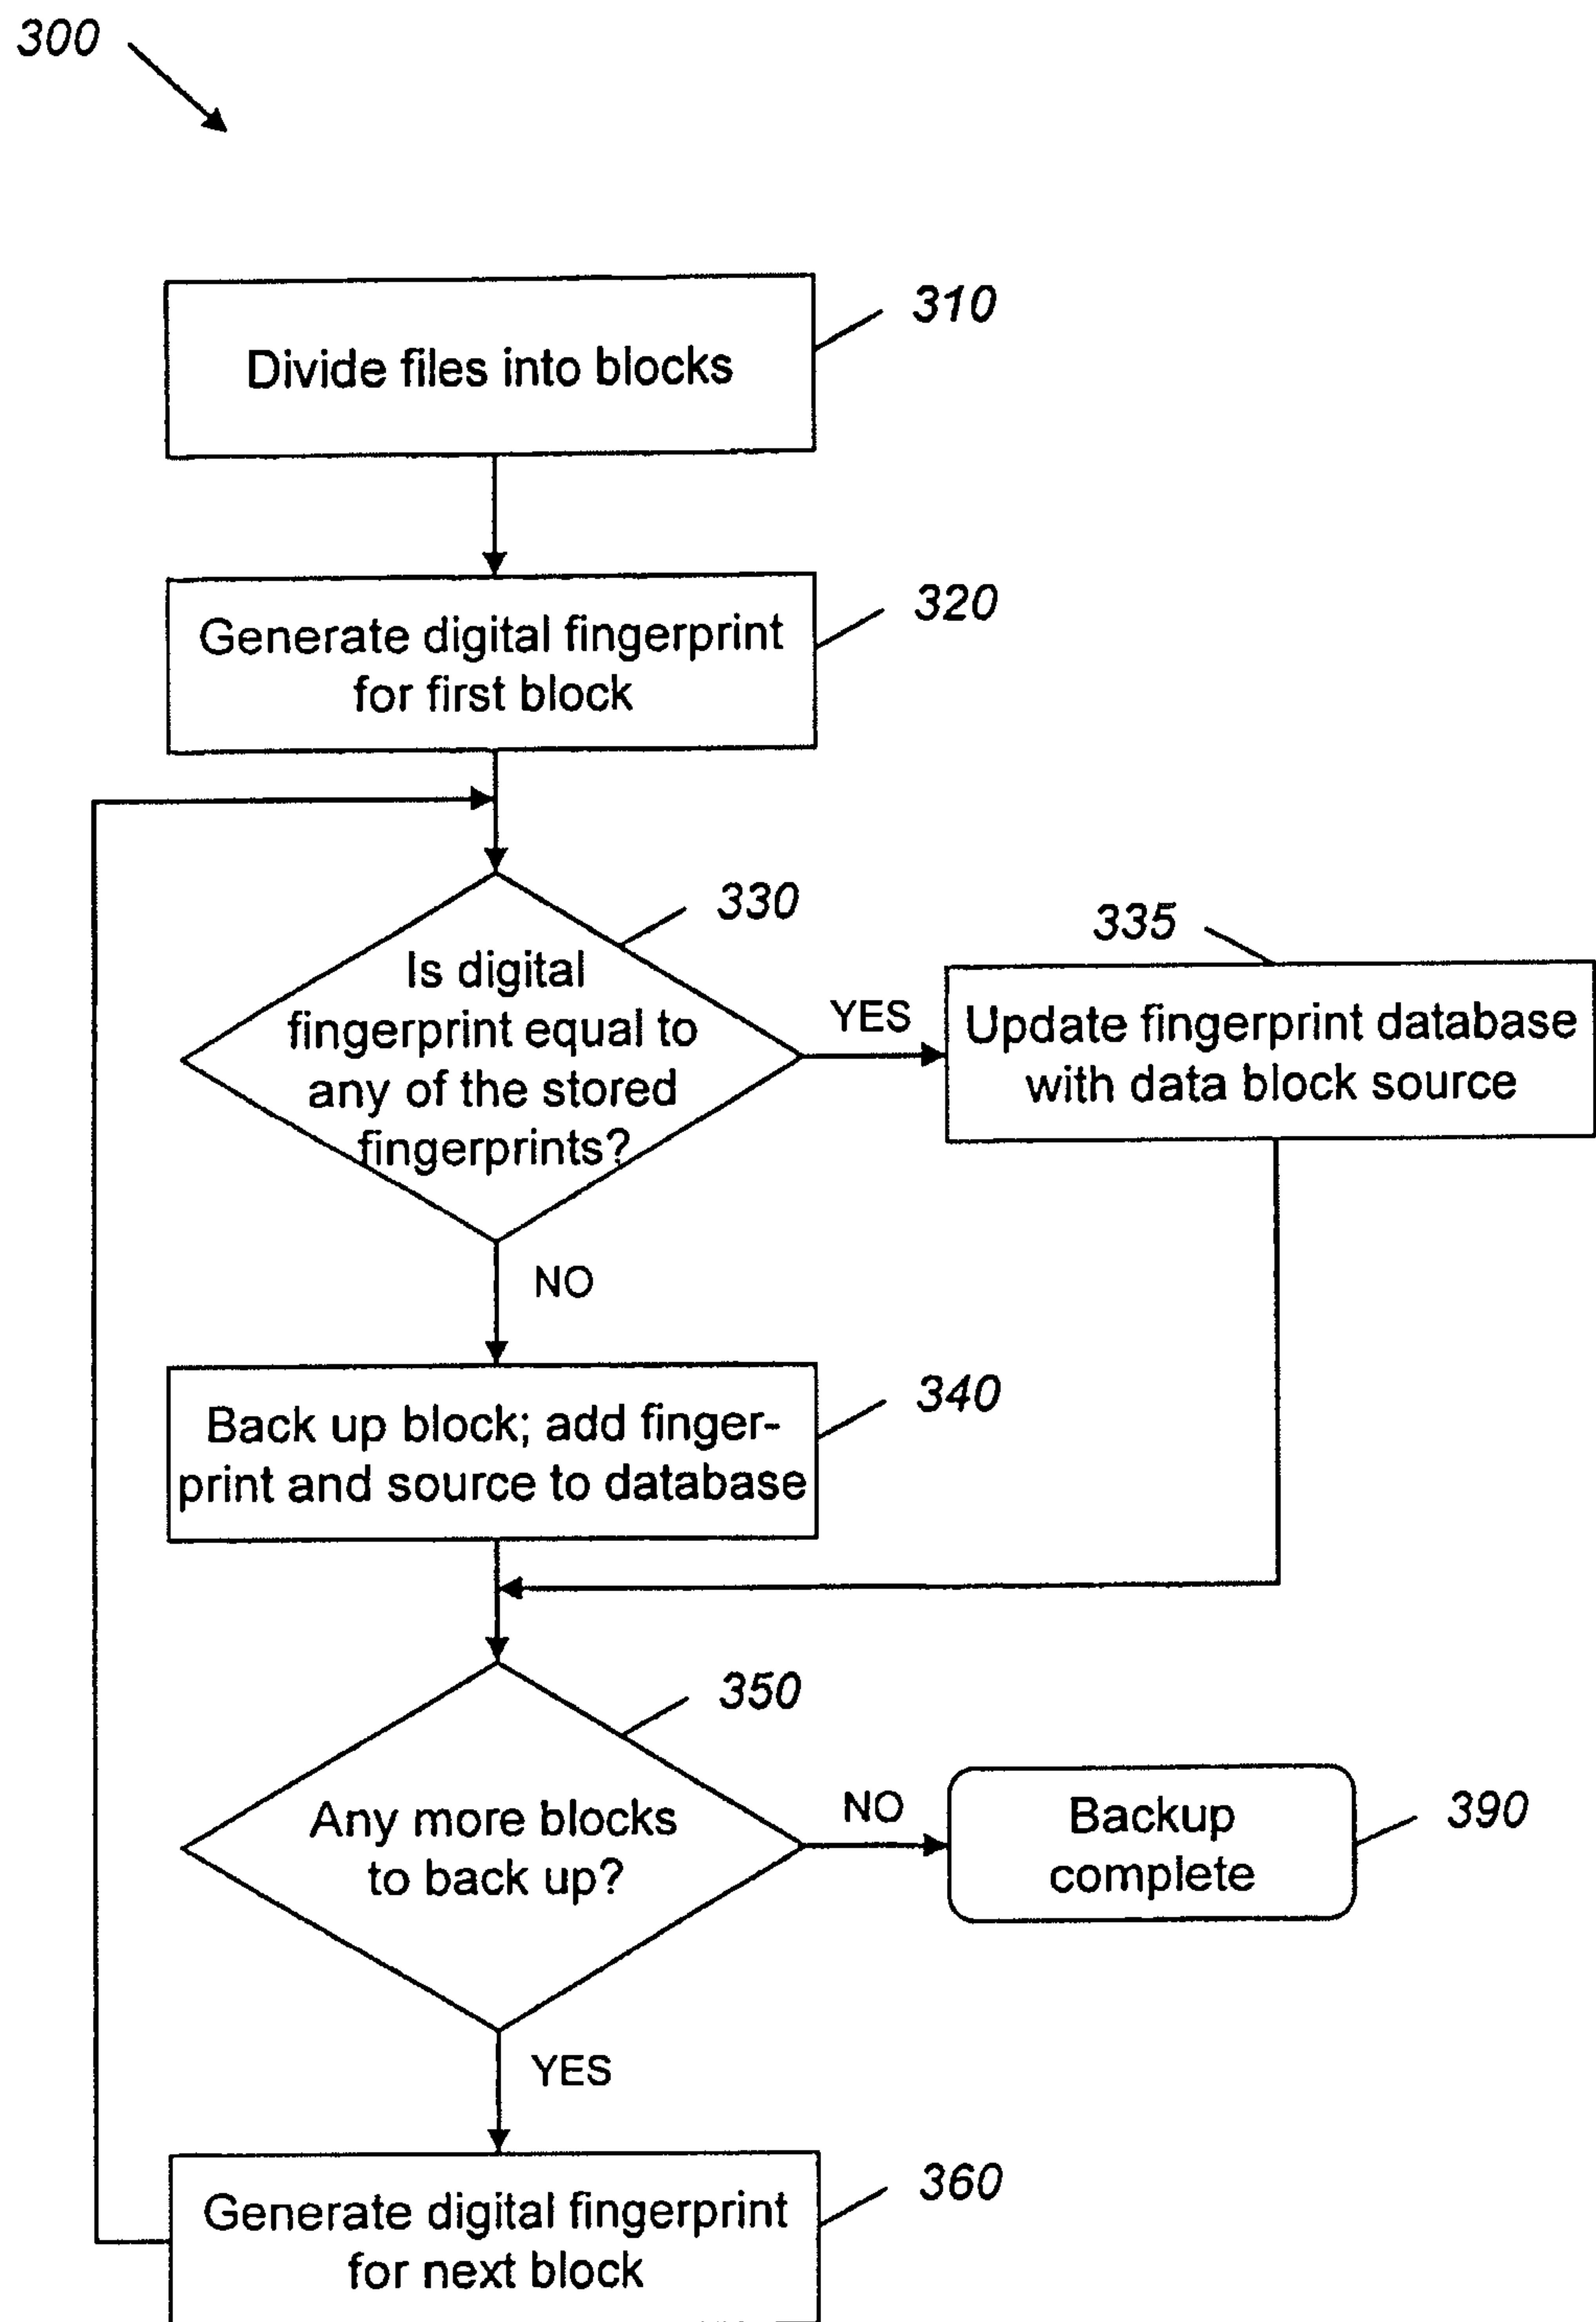 300
310
Divide files into blocks
320
Generate digital fingerprint
for first block
330
Is digital
fingerprint equal to
any of the stored
fingerprints?
YES
335
Update fingerprint database
with data block source
NO
340
Back up block; add finger-
print and source to database
350
Any more blocks
to back up?
NO
Backup
complete
390
YES
360
Generate digital fingerprint
for next block